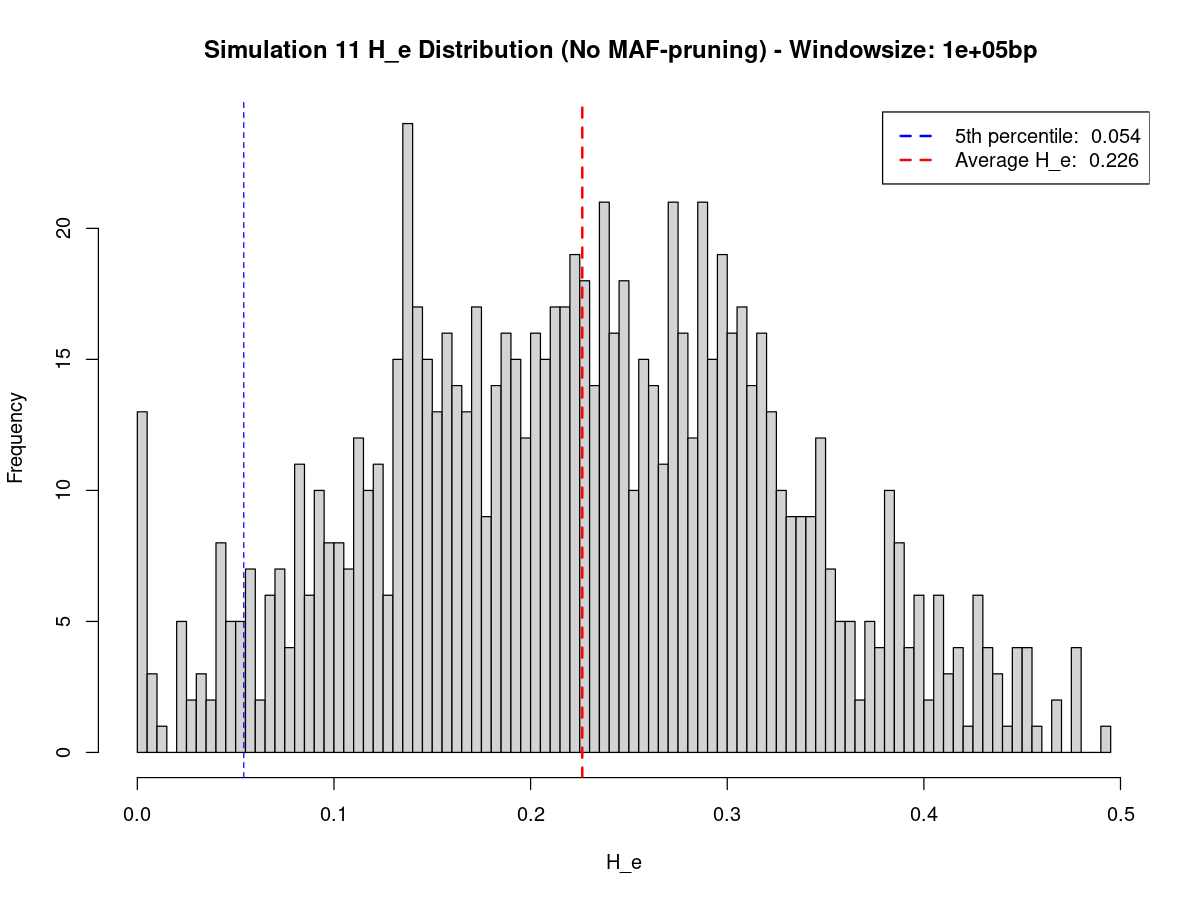 Simulation 11 H_e Distribution (No MAF-pruning) - Windowsize: 1e+05bp
5th percentile:  0.054
Average H_e:  0.226
Frequency
20
15
10
5
0
0.0 0.1 0.2 0.3 0.4 0.5
H_e